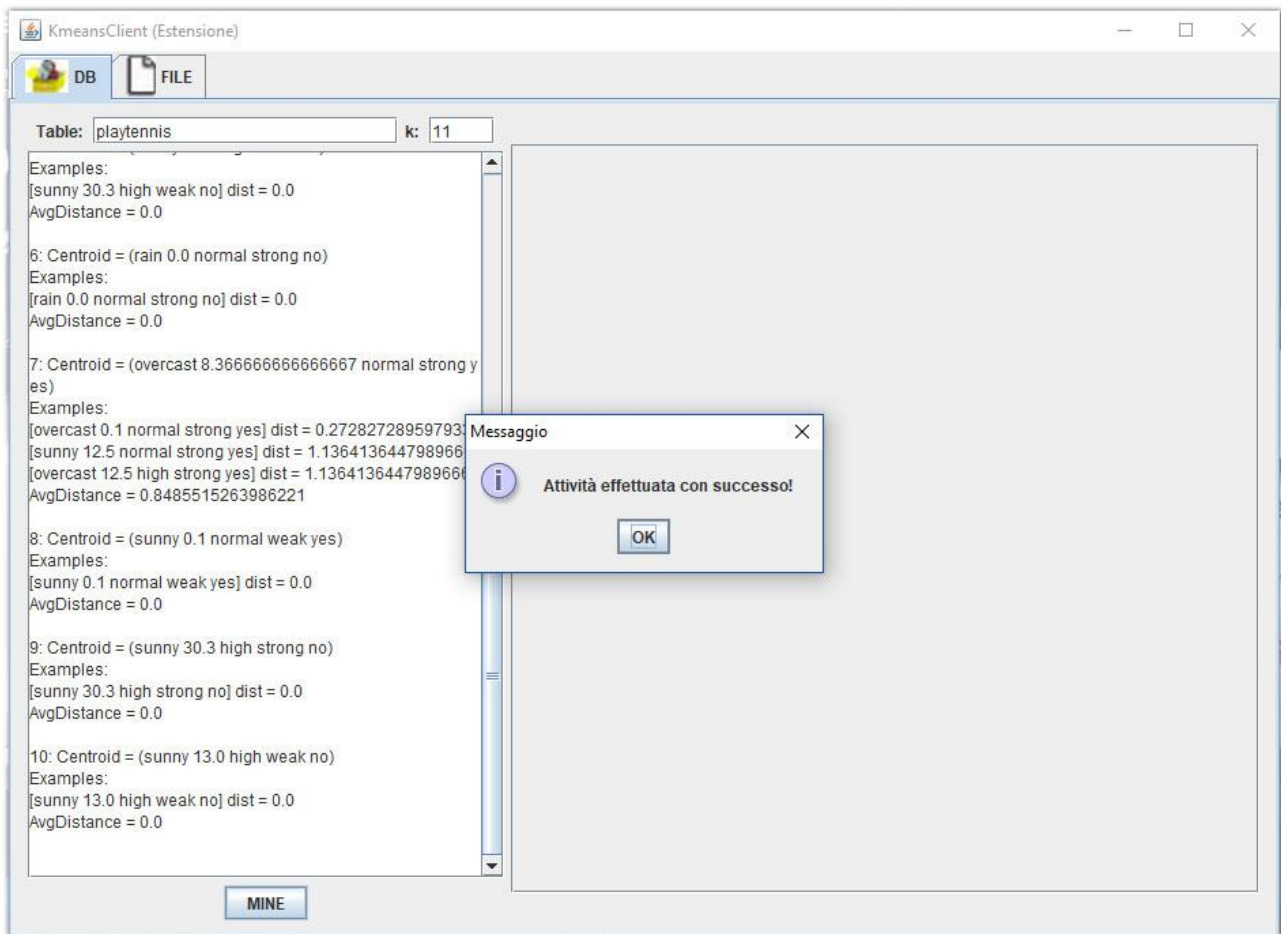 KmeansClient (Estensione)
DB
FILE
Table: playtennis k: 11
Examples:
[sunny 30.3 high weak no] dist = 0.0
AvgDistance = 0.0
6: Centroid = (rain 0.0 normal strong no)
Examples:
[rain 0.0 normal strong no] dist = 0.0
AvgDistance = 0.0
7: Centroid = (overcast 8.366666666666667 normal strong y
es)
Examples:
[overcast 0.1 normal strong yes] dist = 0.272827289597933
[sunny 12.5 normal strong yes] dist = 1.136413644798966
[overcast 12.5 high strong yes] dist = 1.1364136447989666
AvgDistance = 0.8485515263986221
8: Centroid = (sunny 0.1 normal weak yes)
Examples:
[sunny 0.1 normal weak yes] dist = 0.0
AvgDistance = 0.0
9: Centroid = (sunny 30.3 high strong no)
Examples:
[sunny 30.3 high strong no] dist = 0.0
AvgDistance = 0.0
10: Centroid = (sunny 13.0 high weak no)
Examples:
[sunny 13.0 high weak no] dist = 0.0
AvgDistance = 0.0
MINE
Messaggio
Attività effettuata con successo!
OK